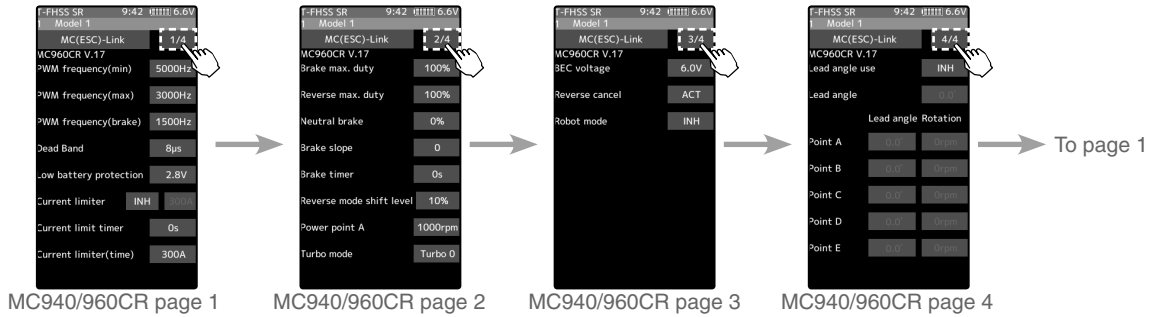 T-FHSS SR 9:42 6.6V
1 Model 1
MC(ESC)-Link 1/4
MC960CR V.17
PWM frequency(min) 5000Hz
PWM frequency(max) 3000Hz
PWM frequency(brake) 1500Hz
Dead Band 8µs
Low battery protection 2.8V
Current limiter INH 300A
Current limit timer 0s
Current limiter(time) 300A
MC940/960CR page 1
T-FHSS SR 9:42 6.6V
1 Model 1
MC(ESC)-Link 2/4
MC960CR V.17
Brake max. duty 100%
Reverse max. duty 100%
Neutral brake 0%
Brake slope 0
Brake timer 0s
Reverse mode shift level 10%
Power point A 1000rpm
Turbo mode Turbo 0
MC940/960CR page 2
T-FHSS SR 9:42 6.6V
1 Model 1
MC(ESC)-Link 3/4
MC960CR V.17
BEC voltage 6.0V
Reverse cancel ACT
Robot mode INH
MC940/960CR page 3
T-FHSS SR 9:42 6.6V
1 Model 1
MC(ESC)-Link 4/4
MC960CR V.17
Lead angle use INH
Lead angle 0.0°
Lead angle Rotation
Point A 0.0° 0rpm
Point B 0.0° 0rpm
Point C 0.0° 0rpm
Point D 0.0° 0rpm
Point E 0.0° 0rpm
MC940/960CR page 4
To page 1